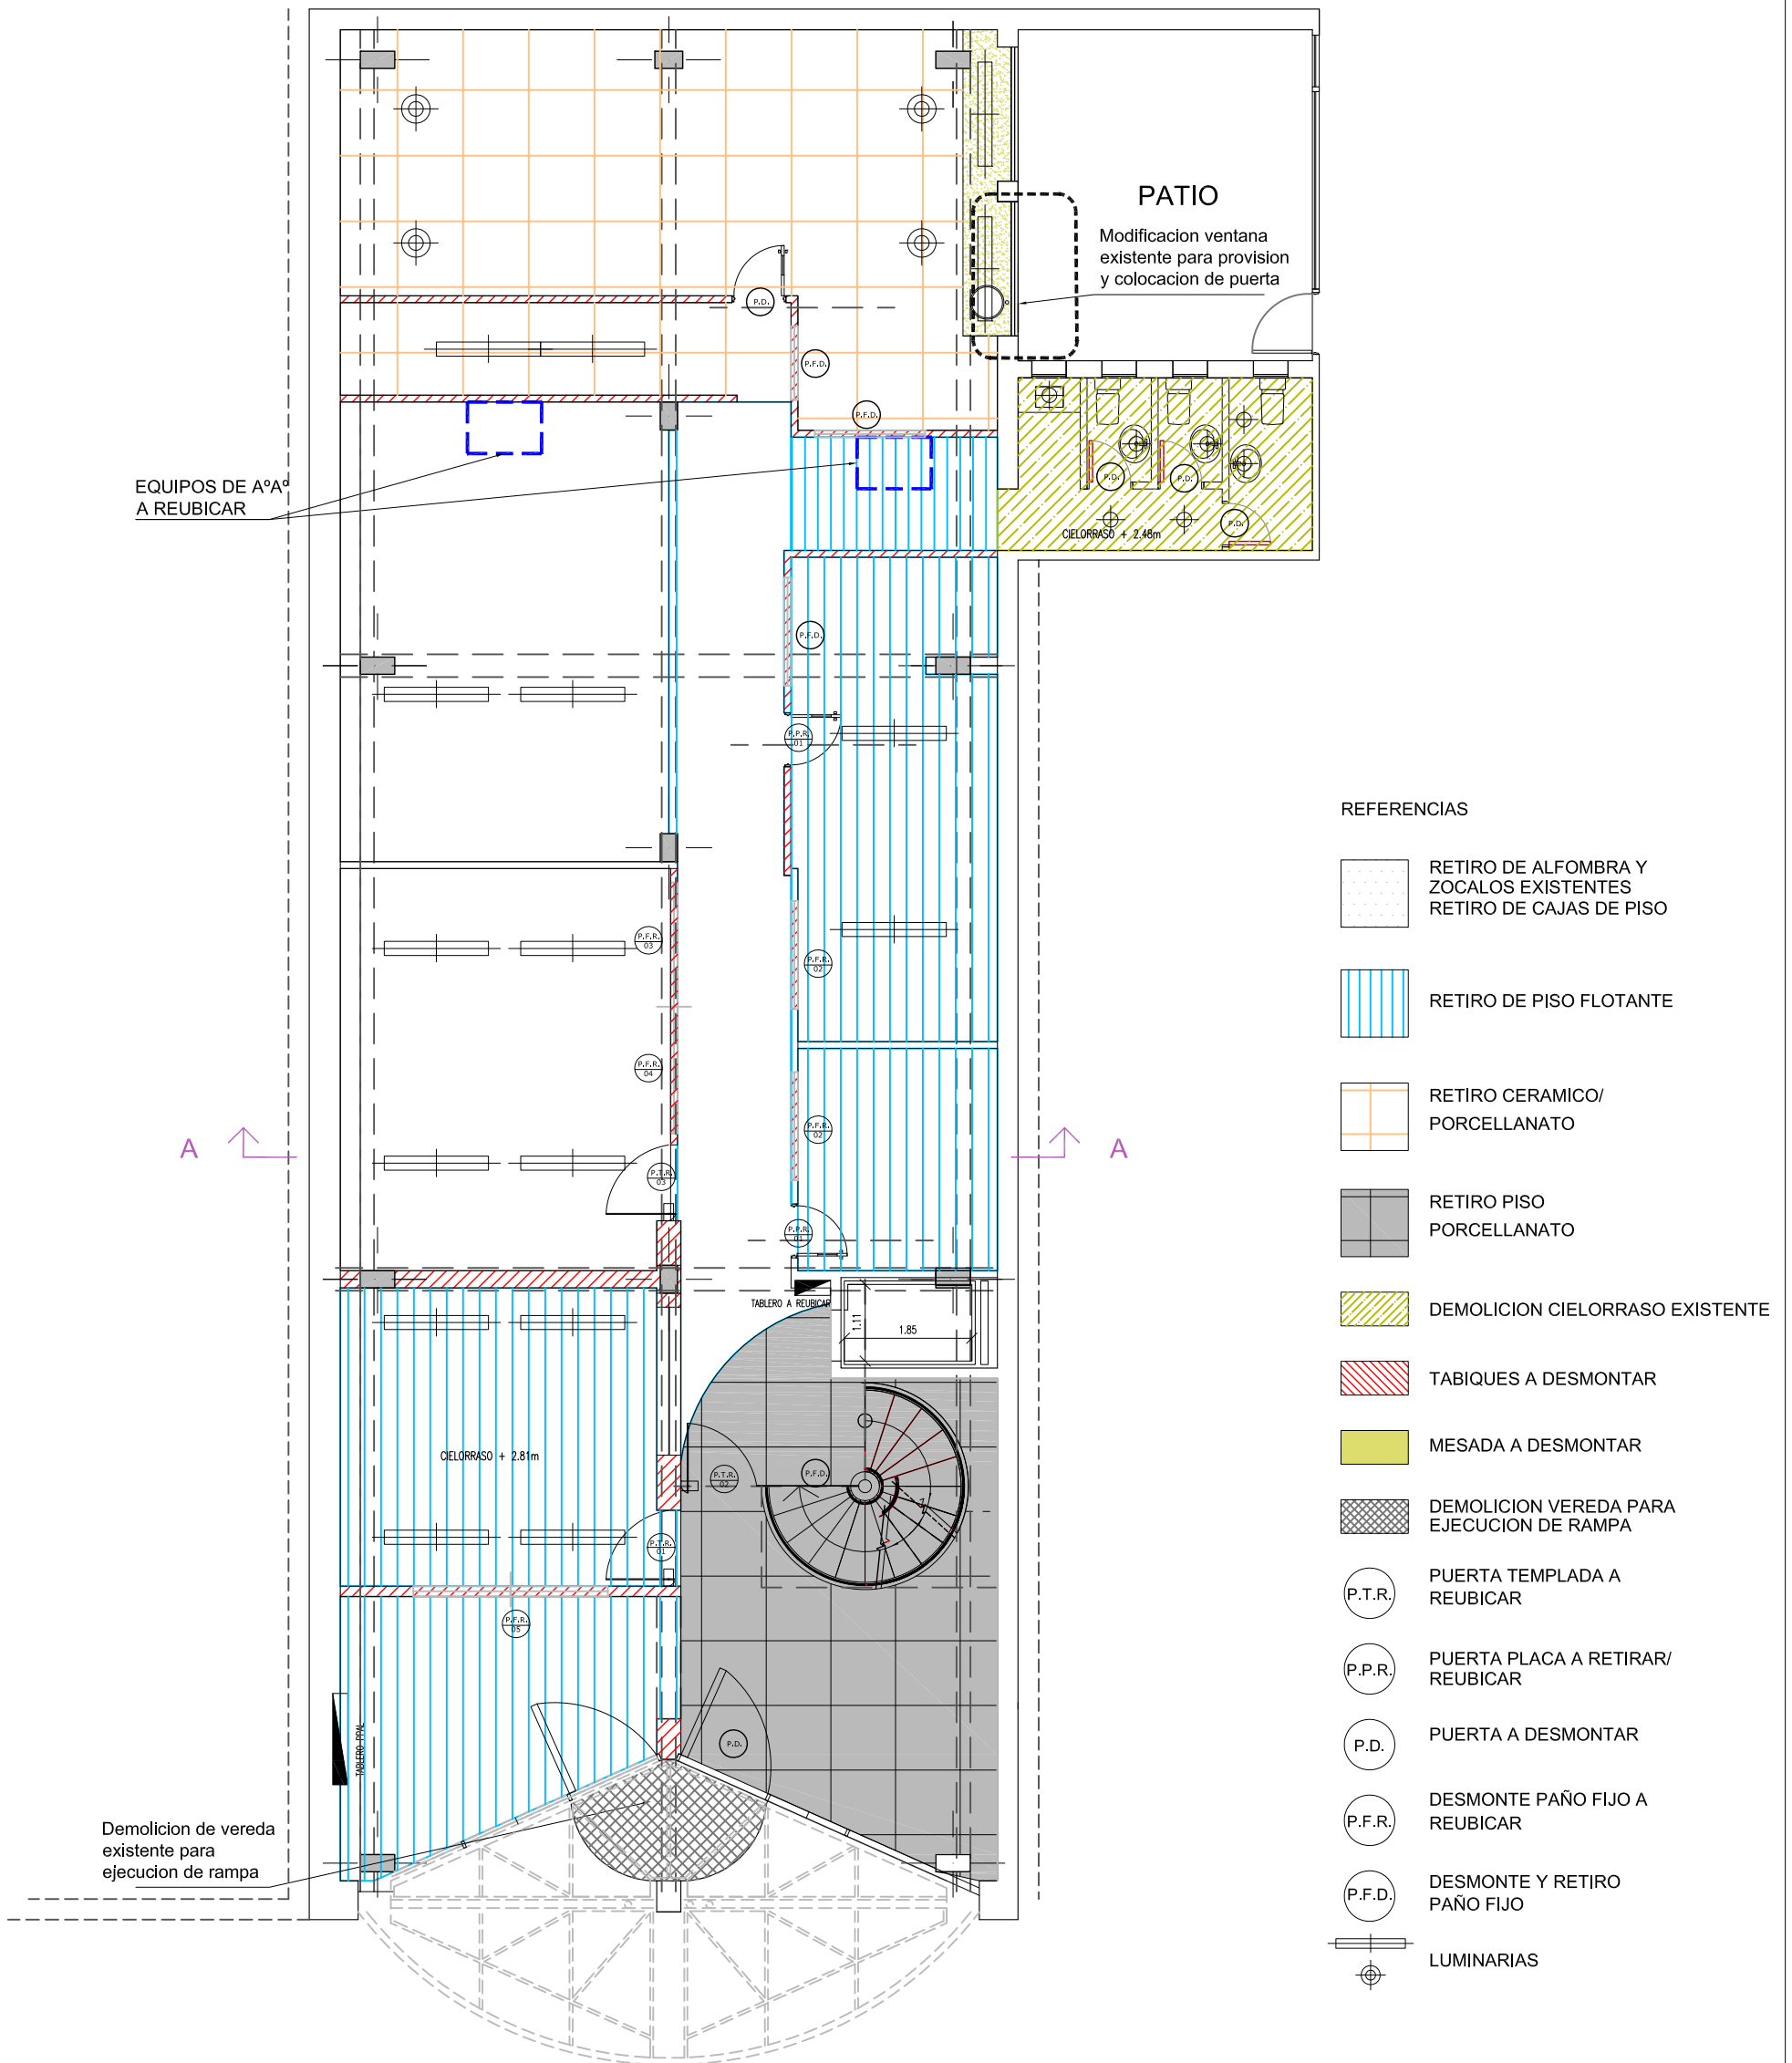 PATIO
Modificacion ventana
existente para provision
y colocacion de puerta
P.D.
P.F.D.
P.F.D.
EQUIPOS DE AºAº
A REUBICAR
P.D.
P.D.
P.D.
CIELORRASO + 2.48m
P.F.D.
P.P.R.
01
P.F.R.
03
P.F.R.
02
P.F.R.
04
P.F.R.
02
A
A
P.T.R.
03
P.P.R.
01
TABLERO A REUBICAR
1.11
1.85
CIELORRASO + 2.81m
P.T.R.
02
P.F.D.
P.T.R.
01
P.F.R.
05
P.D.
TABLERO PPAL
Demolicion de vereda
existente para
ejecucion de rampa
REFERENCIAS
RETIRO DE ALFOMBRA Y
ZOCALOS EXISTENTES
RETIRO DE CAJAS DE PISO
RETIRO DE PISO FLOTANTE
RETIRO CERAMICO/
PORCELLANATO
RETIRO PISO
PORCELLANATO
DEMOLICION CIELORRASO EXISTENTE
TABIQUES A DESMONTAR
MESADA A DESMONTAR
DEMOLICION VEREDA PARA
EJECUCION DE RAMPA
P.T.R.
PUERTA TEMPLADA A
REUBICAR
P.P.R.
PUERTA PLACA A RETIRAR/
REUBICAR
P.D.
PUERTA A DESMONTAR
P.F.R.
DESMONTE PAÑO FIJO A
REUBICAR
P.F.D.
DESMONTE Y RETIRO
PAÑO FIJO
LUMINARIAS